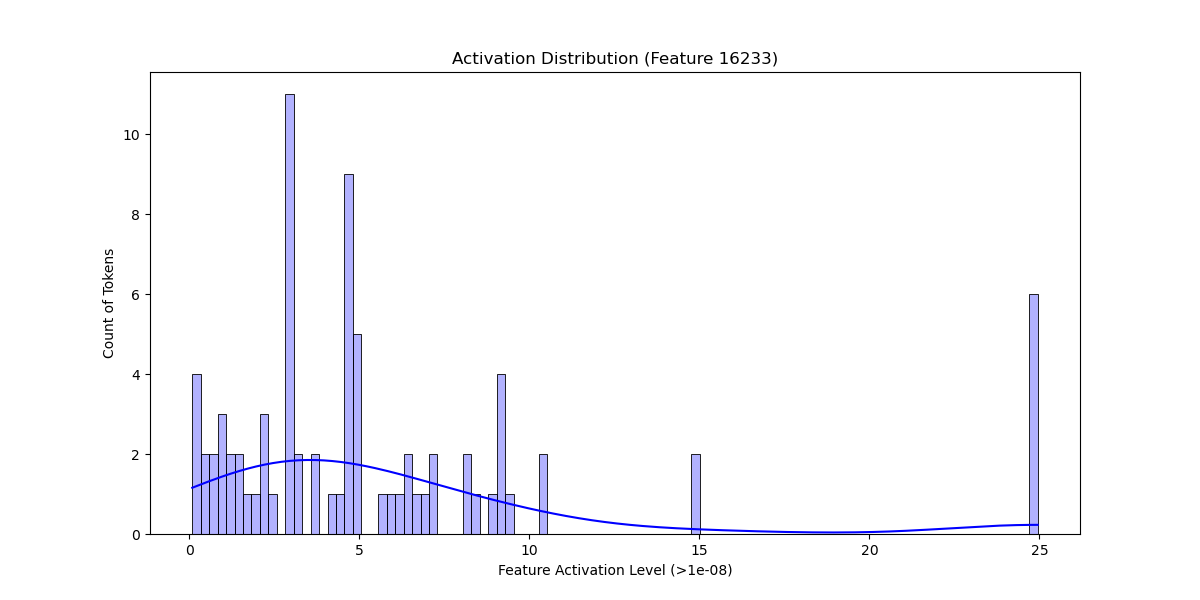 Activation Distribution (Feature 16233)
Count of Tokens
10
8
6
4
2
0
0 5 10 15 20 25
Feature Activation Level (>1e-08)